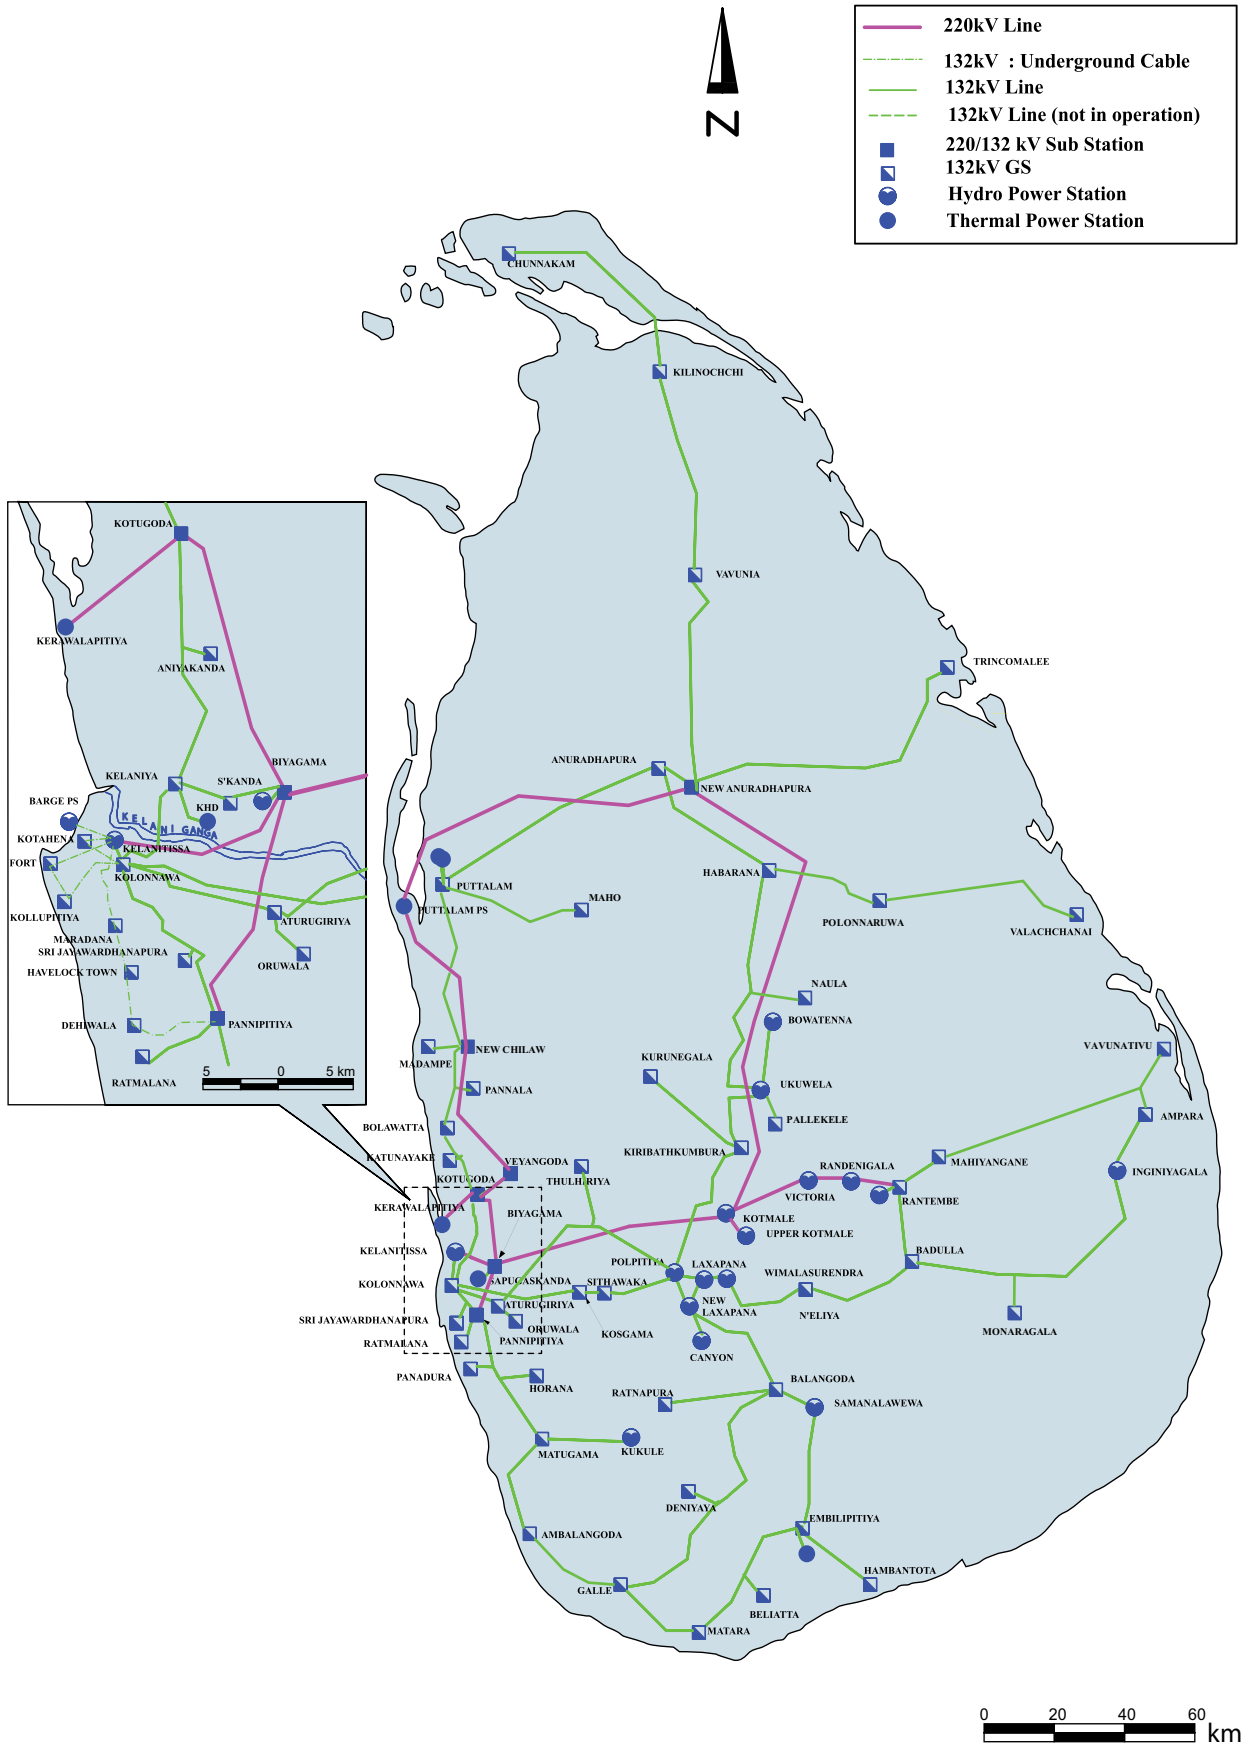 220kV Line
132kV : Underground Cable
132kV Line
132kV Line (not in operation)
220/132 kV Sub Station
132kV GS
Hydro Power Station
Thermal Power Station
N
CHUNNAKAM
KILINOCHCHI
VAVUNIA
TRINCOMALEE
ANURADHAPURA
NEW ANURADHAPURA
HABARANA
PUTTALAM
MAHO
PUTTALAM PS
POLONNARUWA
VALACHCHANAI
NAULA
BOWATENNA
NEW CHILAW
MADAMPE
KURUNEGALA
VAVUNATIVU
UKUWELA
PANNALA
PALLEKELE
AMPARA
BOLAWATTA
KIRIBATHKUMBURA
KATUNAYAKE
VEYANGODA
MAHIYANGANE
RANDENIGALA
INGINIYAGALA
KOTUGODA
THULHIRIYA
VICTORIA
RANTEMBE
KERAWALAPITIYA
BIYAGAMA
KOTMALE
UPPER KOTMALE
KELANITISSA
BADULLA
POLPITIYA
LAXAPANA
WIMALASURENDRA
KOLONNAWA
SAPUGASKANDA
SITHAWAKA
ATURUGIRIYA
NEW
LAXAPANA
N'ELIYA
SRI JAYAWARDHANAPURA
ORUWALA
KOSGAMA
MONARAGALA
RATMALANA
PANNIPITIYA
CANYON
PANADURA
HORANA
RATNAPURA
BALANGODA
SAMANALAWEWA
MATUGAMA
KUKULE
DENIYAYA
EMBILIPITIYA
AMBALANGODA
HAMBANTOTA
GALLE
BELIATTA
MATARA
KOTUGODA
KERAWALAPITIYA
ANIYAKANDA
BIYAGAMA
KELANIYA
S'KANDA
BARGE PS
KHD
KELANI GANGA
KOTAHENA
KELANITISSA
FORT
KOLONNAWA
KOLLUPITIYA
ATURUGIRIYA
MARADANA
SRI JAYAWARDHANAPURA
ORUWALA
HAVELOCK TOWN
DEHIWALA
PANNIPITIYA
RATMALANA
5 0 5 km
0 20 40 60
km